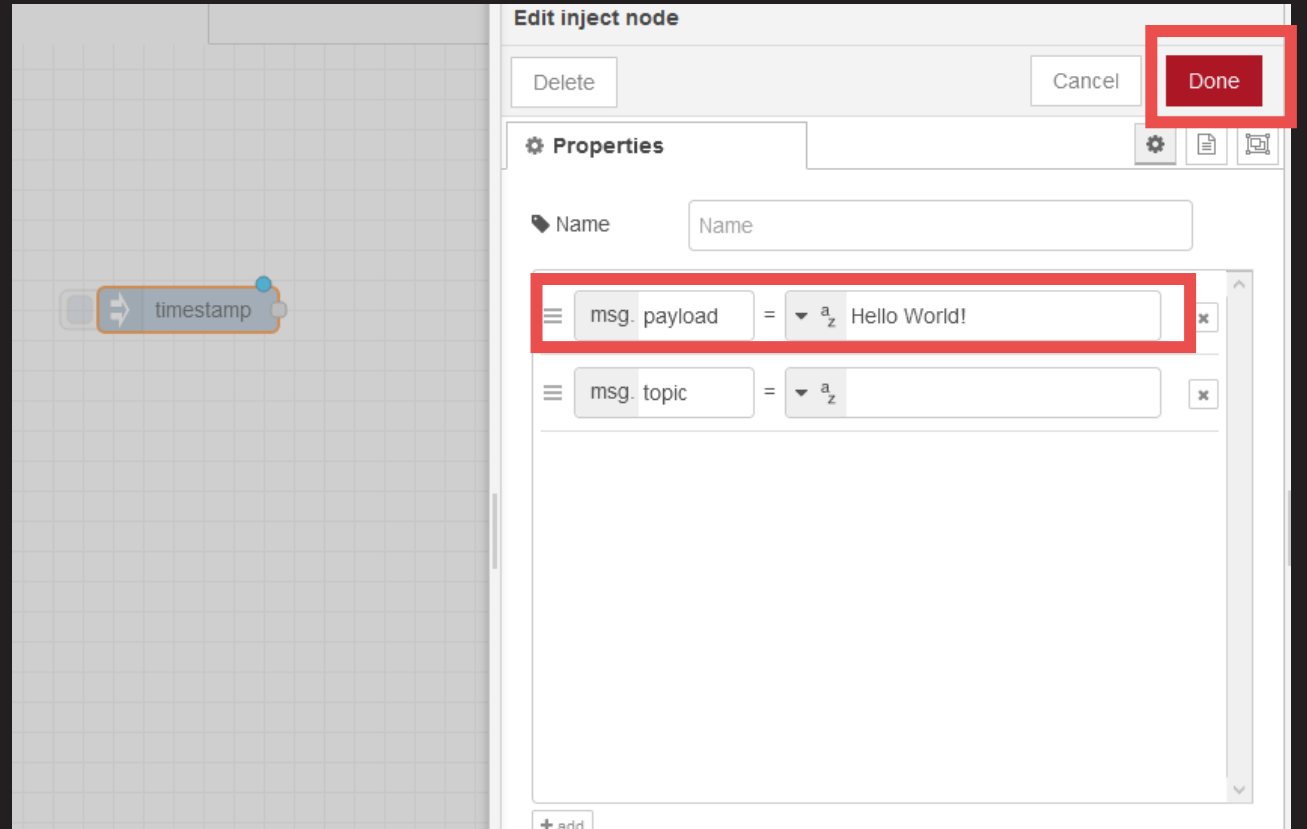 Edit inject node
Delete
Cancel
Done
Properties
Name
Name
timestamp
msg. payload = a z Hello World!
msg. topic = a z
+ add